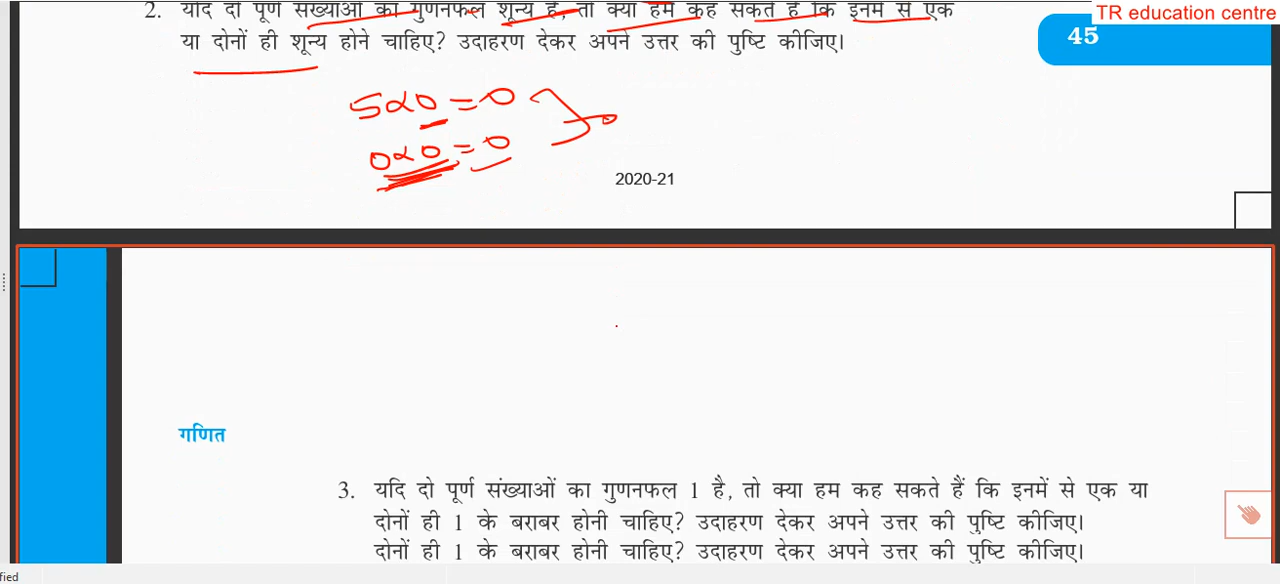 TR education centre
2. यदि दो पूर्ण संख्याओं का गुणनफल शून्य है, तो क्या हम कह सकते हैं कि इनमें से एक
या दोनों ही शून्य होने चाहिए? उदाहरण देकर अपने उत्तर की पुष्टि कीजिए।
45
5×0=0
0×0=0
2020-21
गणित
3. यदि दो पूर्ण संख्याओं का गुणनफल 1 है, तो क्या हम कह सकते हैं कि इनमें से एक या
दोनों ही 1 के बराबर होनी चाहिए? उदाहरण देकर अपने उत्तर की पुष्टि कीजिए।
दोनों ही 1 के बराबर होनी चाहिए? उदाहरण देकर अपने उत्तर की पुष्टि कीजिए।
fied